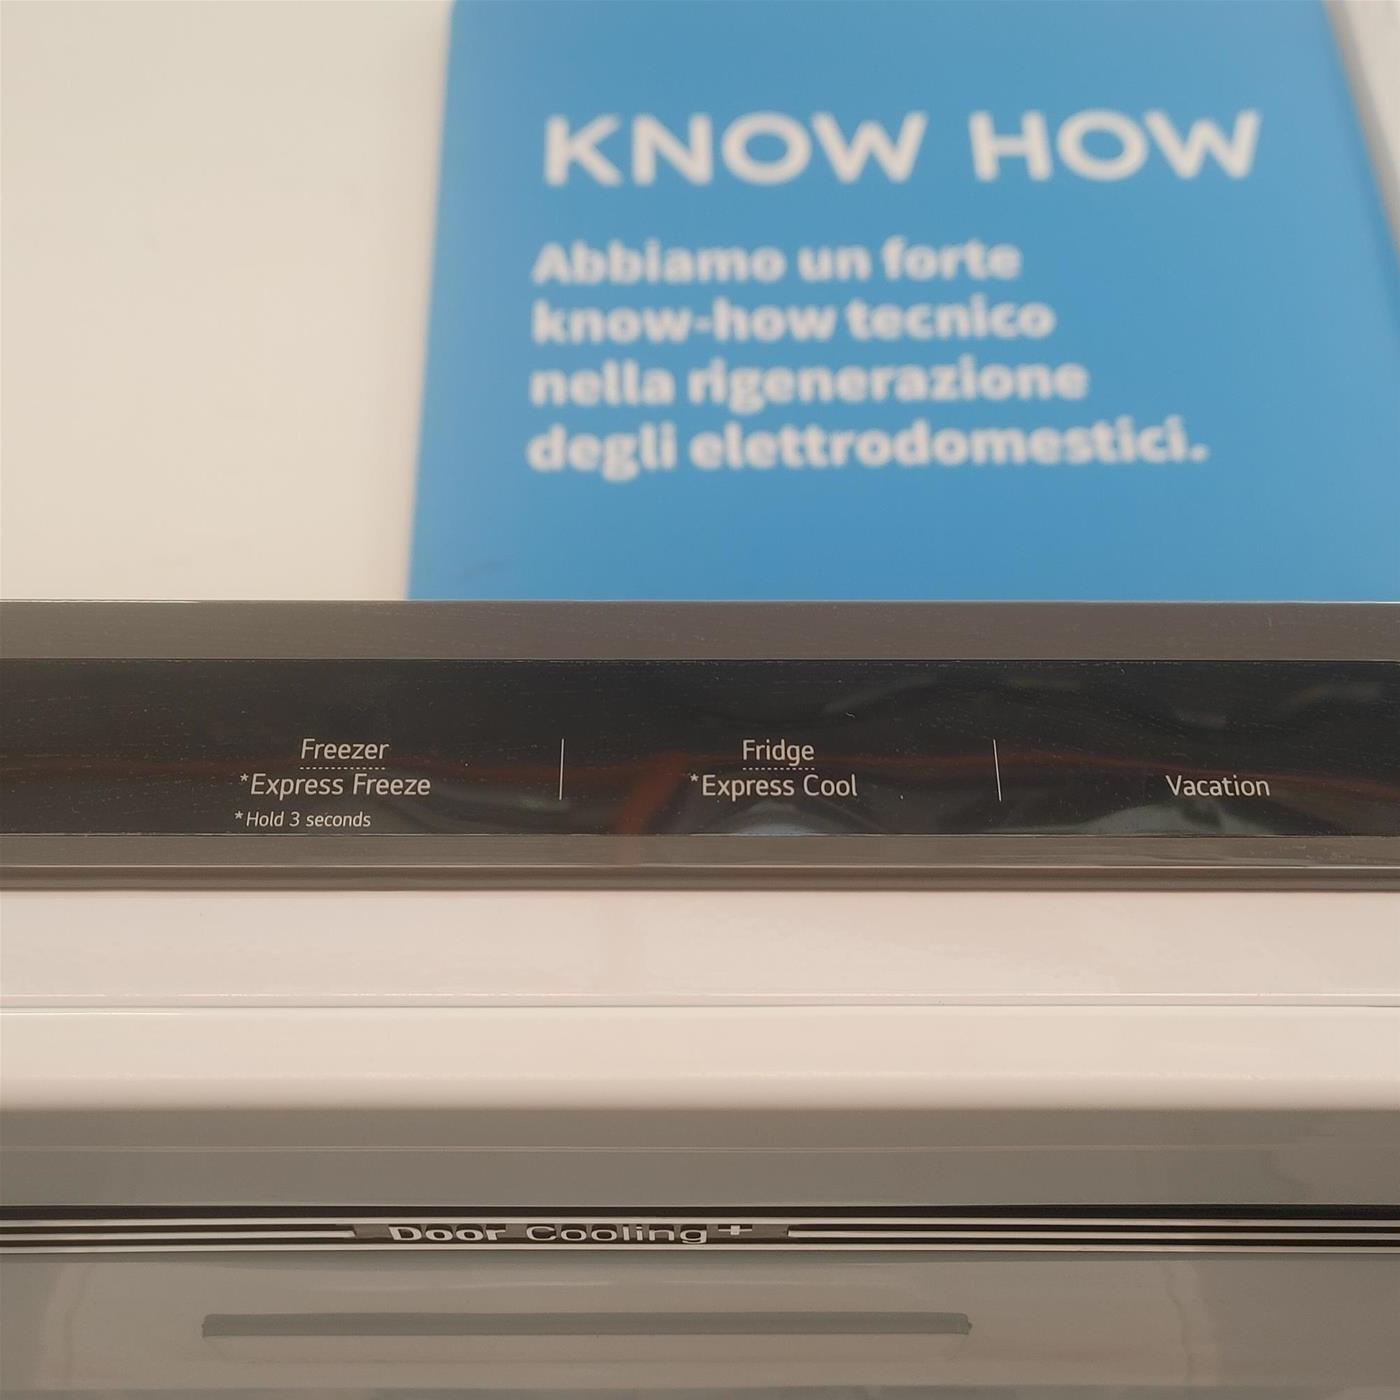 KNOW HOW
Abbiamo un forte
know-how tecnico
nella rigenerazione
degli elettrodomestici.
Freezer
*Express Freeze
*Hold 3 seconds
Fridge
*Express Cool
Vacation
Door Cooling+